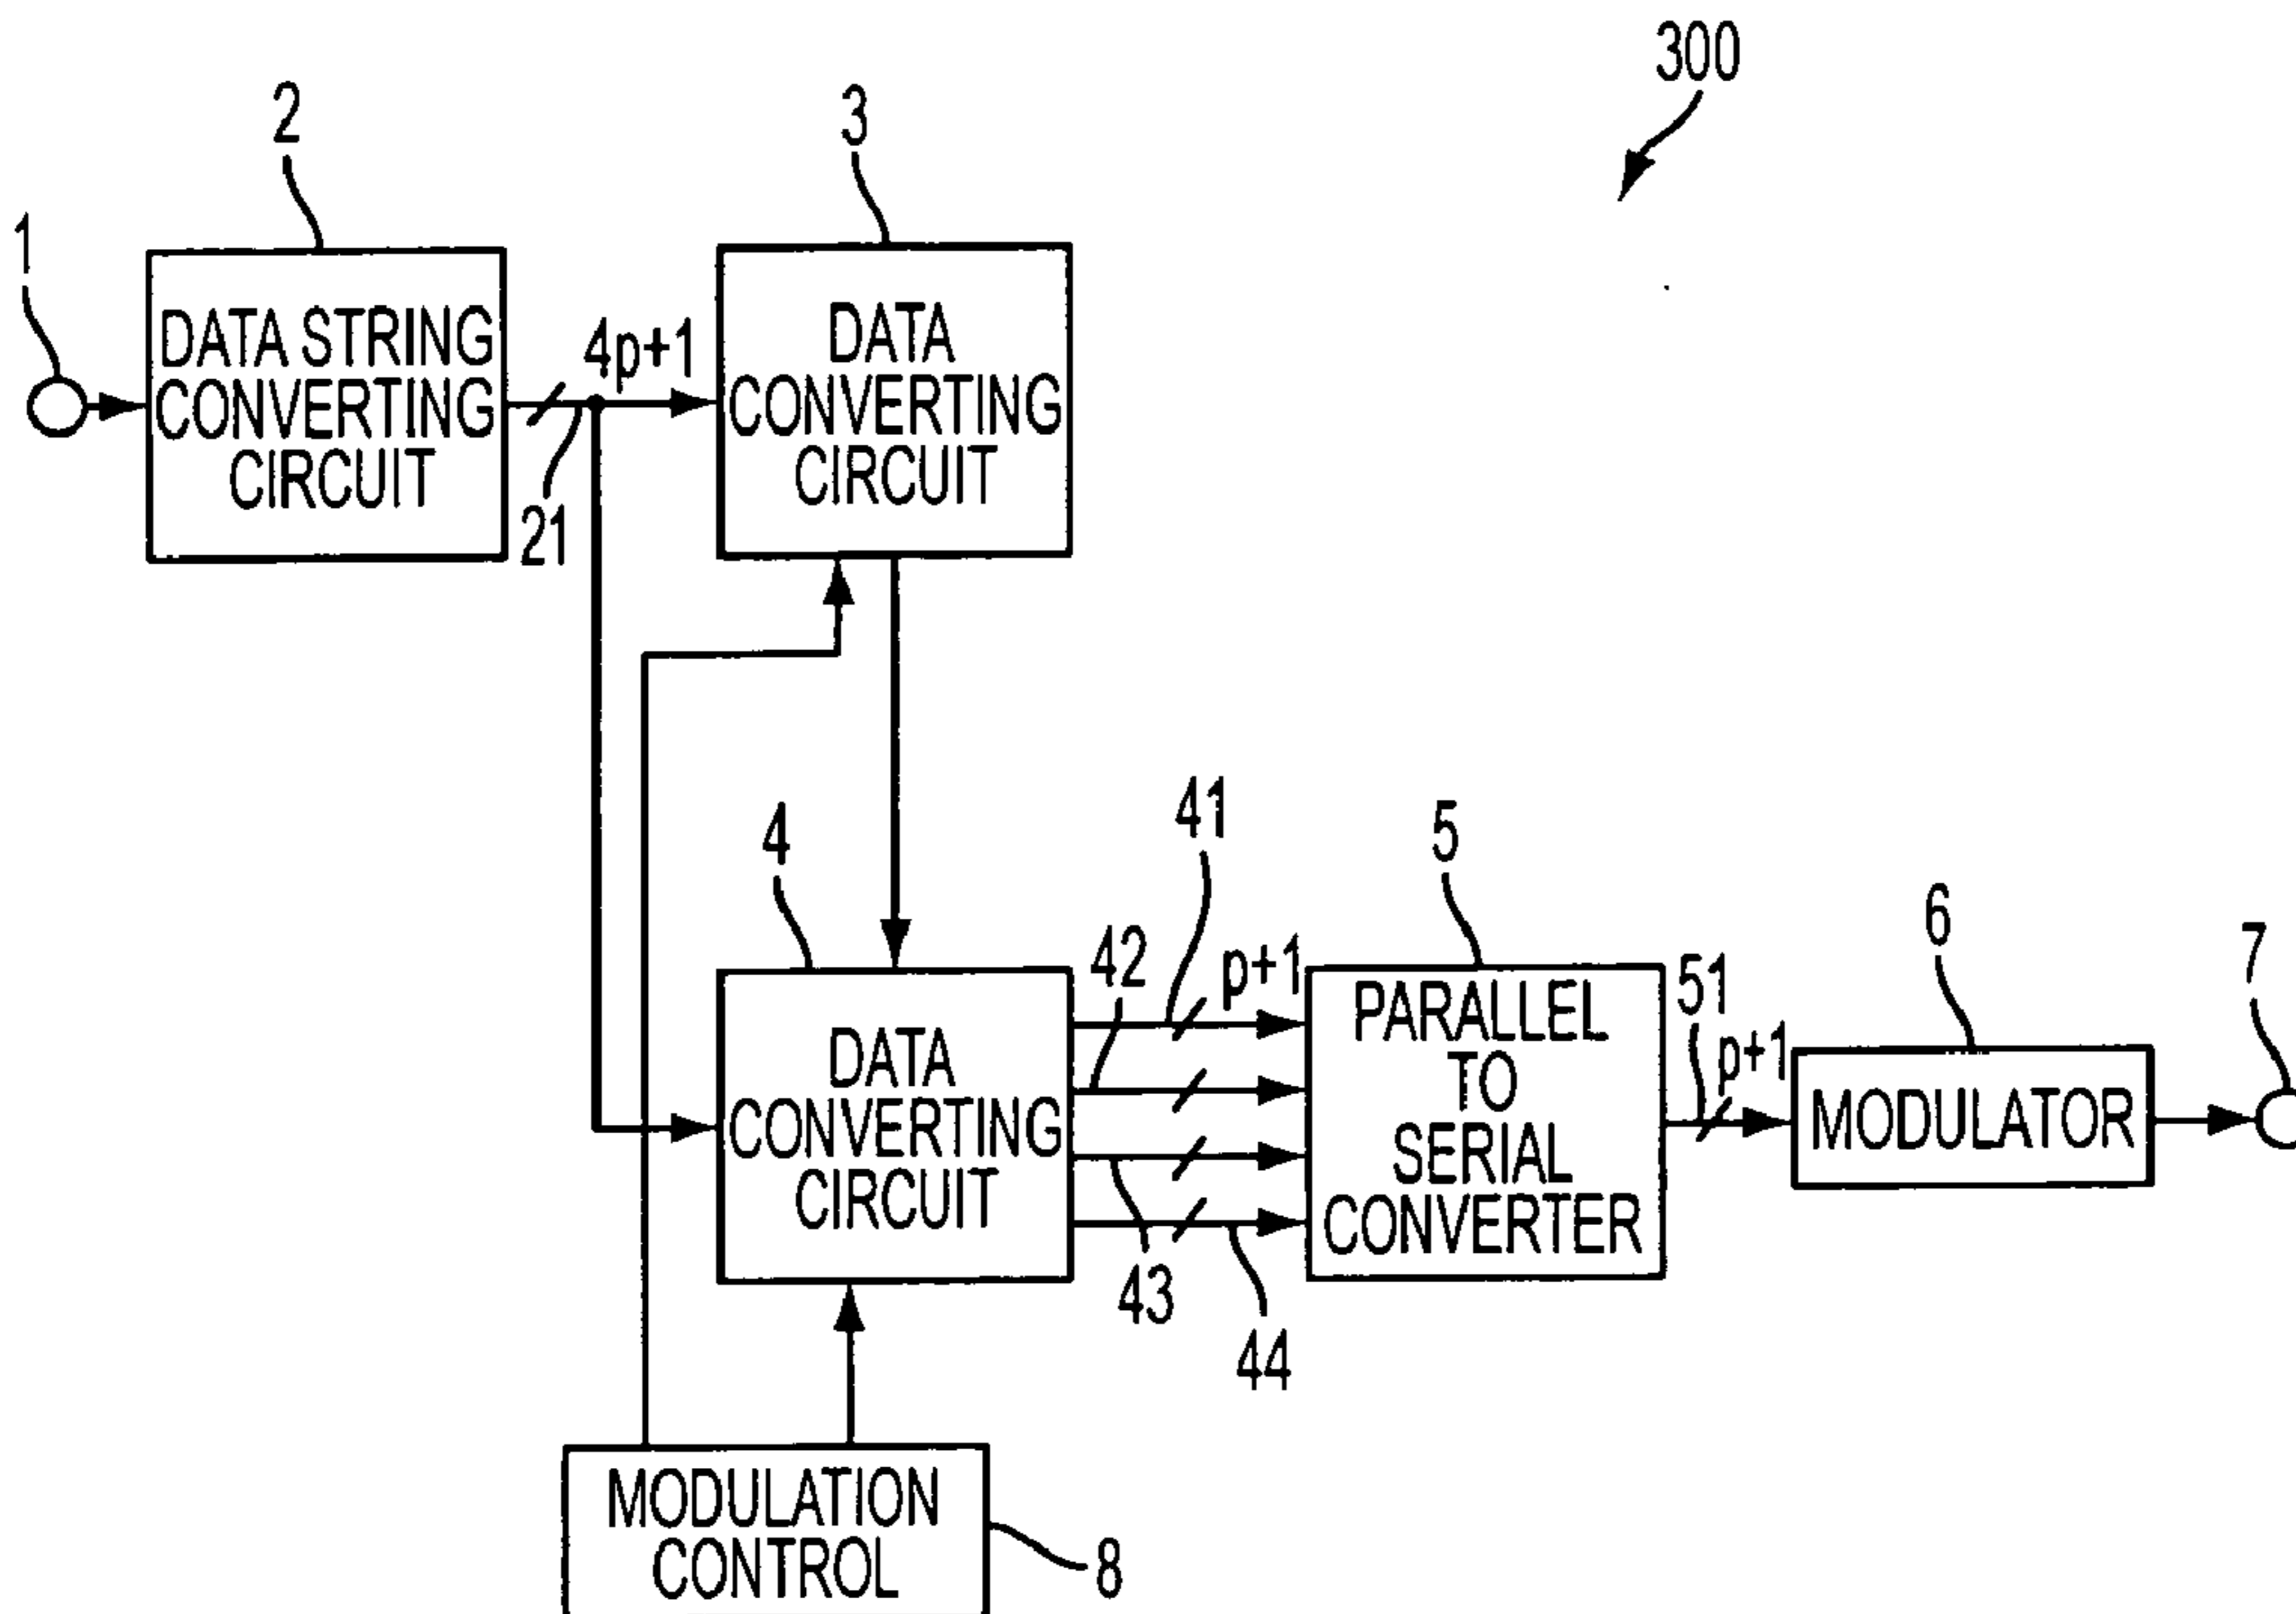 300
2
3
1
DATA STRING
CONVERTING
CIRCUIT
4p+1
21
DATA
CONVERTING
CIRCUIT
4
41
42
p+1
43
44
DATA
CONVERTING
CIRCUIT
5
PARALLEL
TO
SERIAL
CONVERTER
51
p+1
6
MODULATOR
7
MODULATION
CONTROL
8